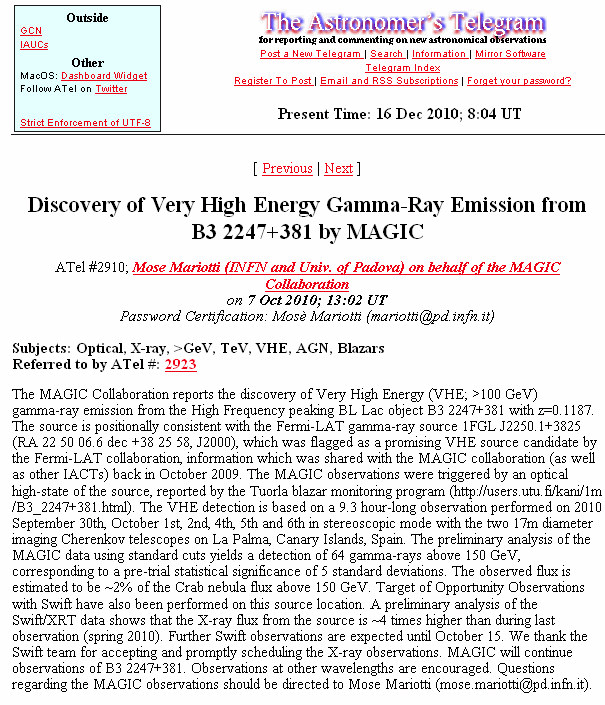 Outside
GCN
IAUCs
Other
MacOS: Dashboard Widget
Follow ATel on Twitter
Strict Enforcement of UTF-8
The Astronomer's Telegram
for reporting and commenting on new astronomical observations
Post a New Telegram | Search | Information | Mirror Software
Telegram Index
Register To Post | Email and RSS Subscriptions | Forget your password?
Present Time: 16 Dec 2010; 8:04 UT
[ Previous | Next ]
Discovery of Very High Energy Gamma-Ray Emission from
B3 2247+381 by MAGIC
ATel #2910; Mose Mariotti (INFN and Univ. of Padova) on behalf of the MAGIC
Collaboration
on 7 Oct 2010; 13:02 UT
Password Certification: Mosè Mariotti (mariotti@pd.infn.it)
Subjects: Optical, X-ray, >GeV, TeV, VHE, AGN, Blazars
Referred to by ATel #: 2923
The MAGIC Collaboration reports the discovery of Very High Energy (VHE; >100 GeV)
gamma-ray emission from the High Frequency peaking BL Lac object B3 2247+381 with z=0.1187.
The source is positionally consistent with the Fermi-LAT gamma-ray source 1FGL J2250.1+3825
(RA 22 50 06.6 dec +38 25 58, J2000), which was flagged as a promising VHE source candidate by
the Fermi-LAT collaboration, information which was shared with the MAGIC collaboration (as well
as other IACTs) back in October 2009. The MAGIC observations were triggered by an optical
high-state of the source, reported by the Tuorla blazar monitoring program (http://users.utu.fi/kani/1m
/B3_2247+381.html). The VHE detection is based on a 9.3 hour-long observation performed on 2010
September 30th, October 1st, 2nd, 4th, 5th and 6th in stereoscopic mode with the two 17m diameter
imaging Cherenkov telescopes on La Palma, Canary Islands, Spain. The preliminary analysis of the
MAGIC data using standard cuts yields a detection of 64 gamma-rays above 150 GeV,
corresponding to a pre-trial statistical significance of 5 standard deviations. The observed flux is
estimated to be ~2% of the Crab nebula flux above 150 GeV. Target of Opportunity Observations
with Swift have also been performed on this source location. A preliminary analysis of the
Swift/XRT data shows that the X-ray flux from the source is ~4 times higher than during last
observation (spring 2010). Further Swift observations are expected until October 15. We thank the
Swift team for accepting and promptly scheduling the X-ray observations. MAGIC will continue
observations of B3 2247+381. Observations at other wavelengths are encouraged. Questions
regarding the MAGIC observations should be directed to Mose Mariotti (mose.mariotti@pd.infn.it).